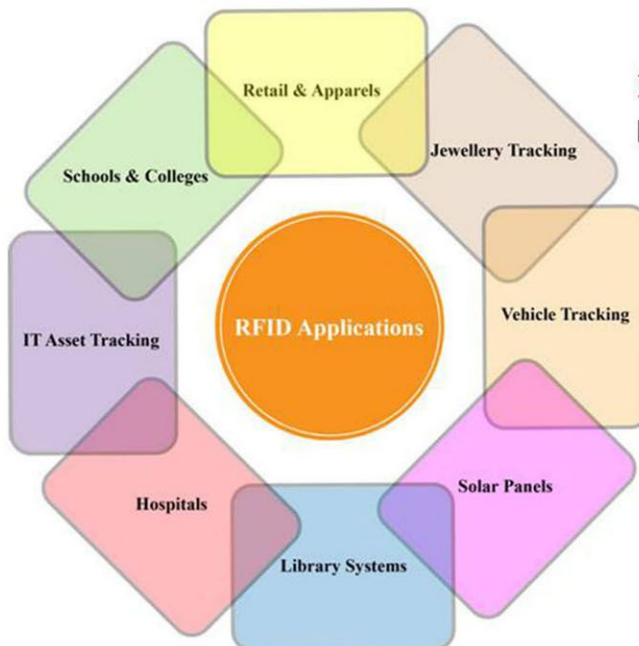 Retail & Apparels
Jewellery Tracking
Schools & Colleges
Vehicle Tracking
IT Asset Tracking
RFID Applications
Solar Panels
Hospitals
Library Systems